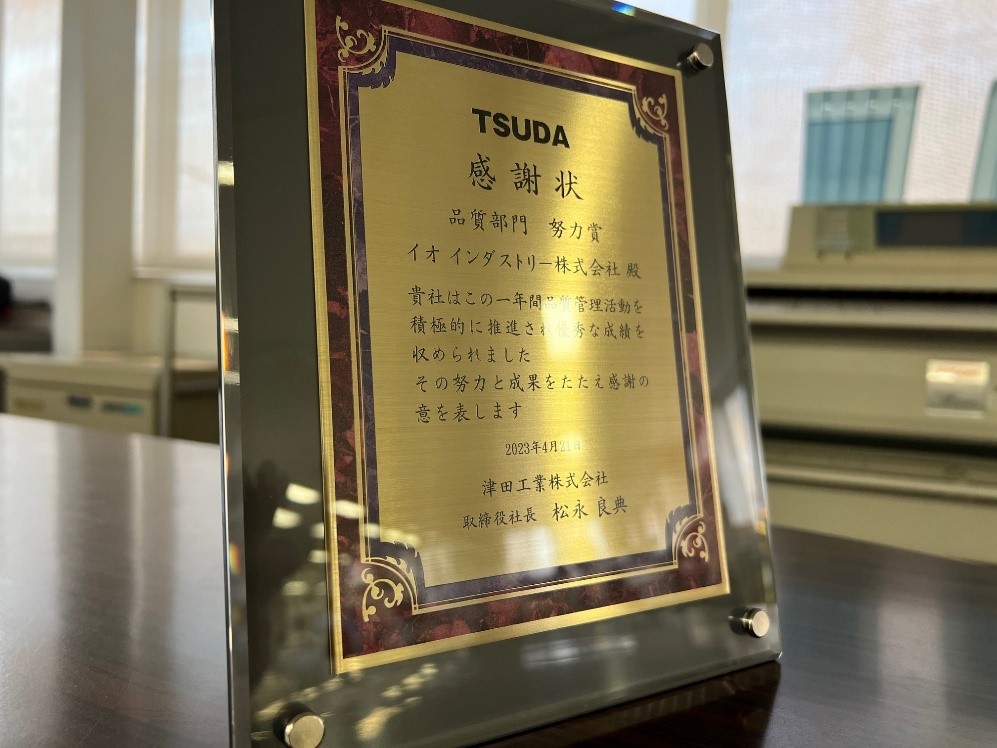 TSUDA
感謝状
品質部門　努力賞
イオ インダストリー株式会社 殿
貴社はこの一年間品質管理活動を
積極的に推進され優秀な成績を
収められました
その努力と成果をたたえ感謝の
意を表します
2023年4月21日
津田工業株式会社
取締役社長　松永 良典